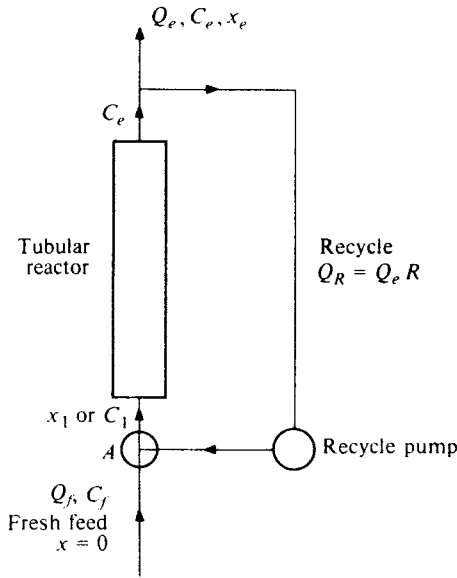 Qe, Ce, xe
Ce
Tubular
reactor
Recycle
QR = Qe R
x1 or C1
A
Recycle pump
Qf, Cf
Fresh feed
x = 0